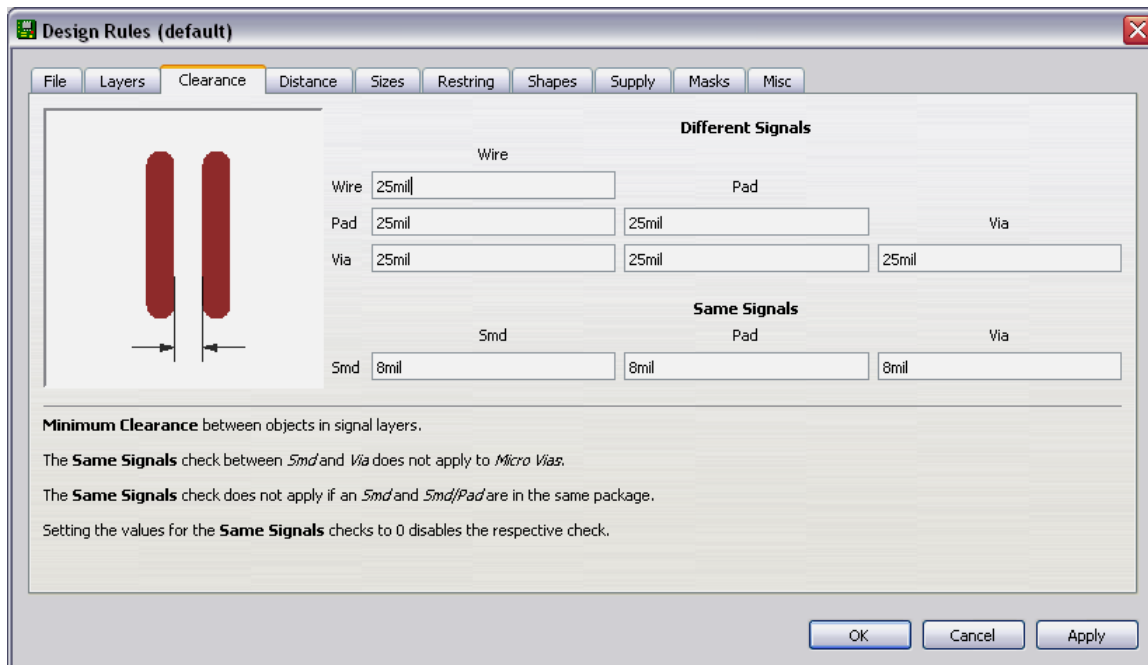 Design Rules (default)
File Layers Clearance Distance Sizes Restring Shapes Supply Masks Misc
Different Signals
Wire
Wire 25mil Pad
Pad 25mil 25mil Via
Via 25mil 25mil 25mil
Same Signals
Smd Pad Via
Smd 8mil 8mil 8mil
Minimum Clearance between objects in signal layers.
The Same Signals check between Smd and Via does not apply to Micro Vias.
The Same Signals check does not apply if an Smd and Smd/Pad are in the same package.
Setting the values for the Same Signals checks to 0 disables the respective check.
OK Cancel Apply